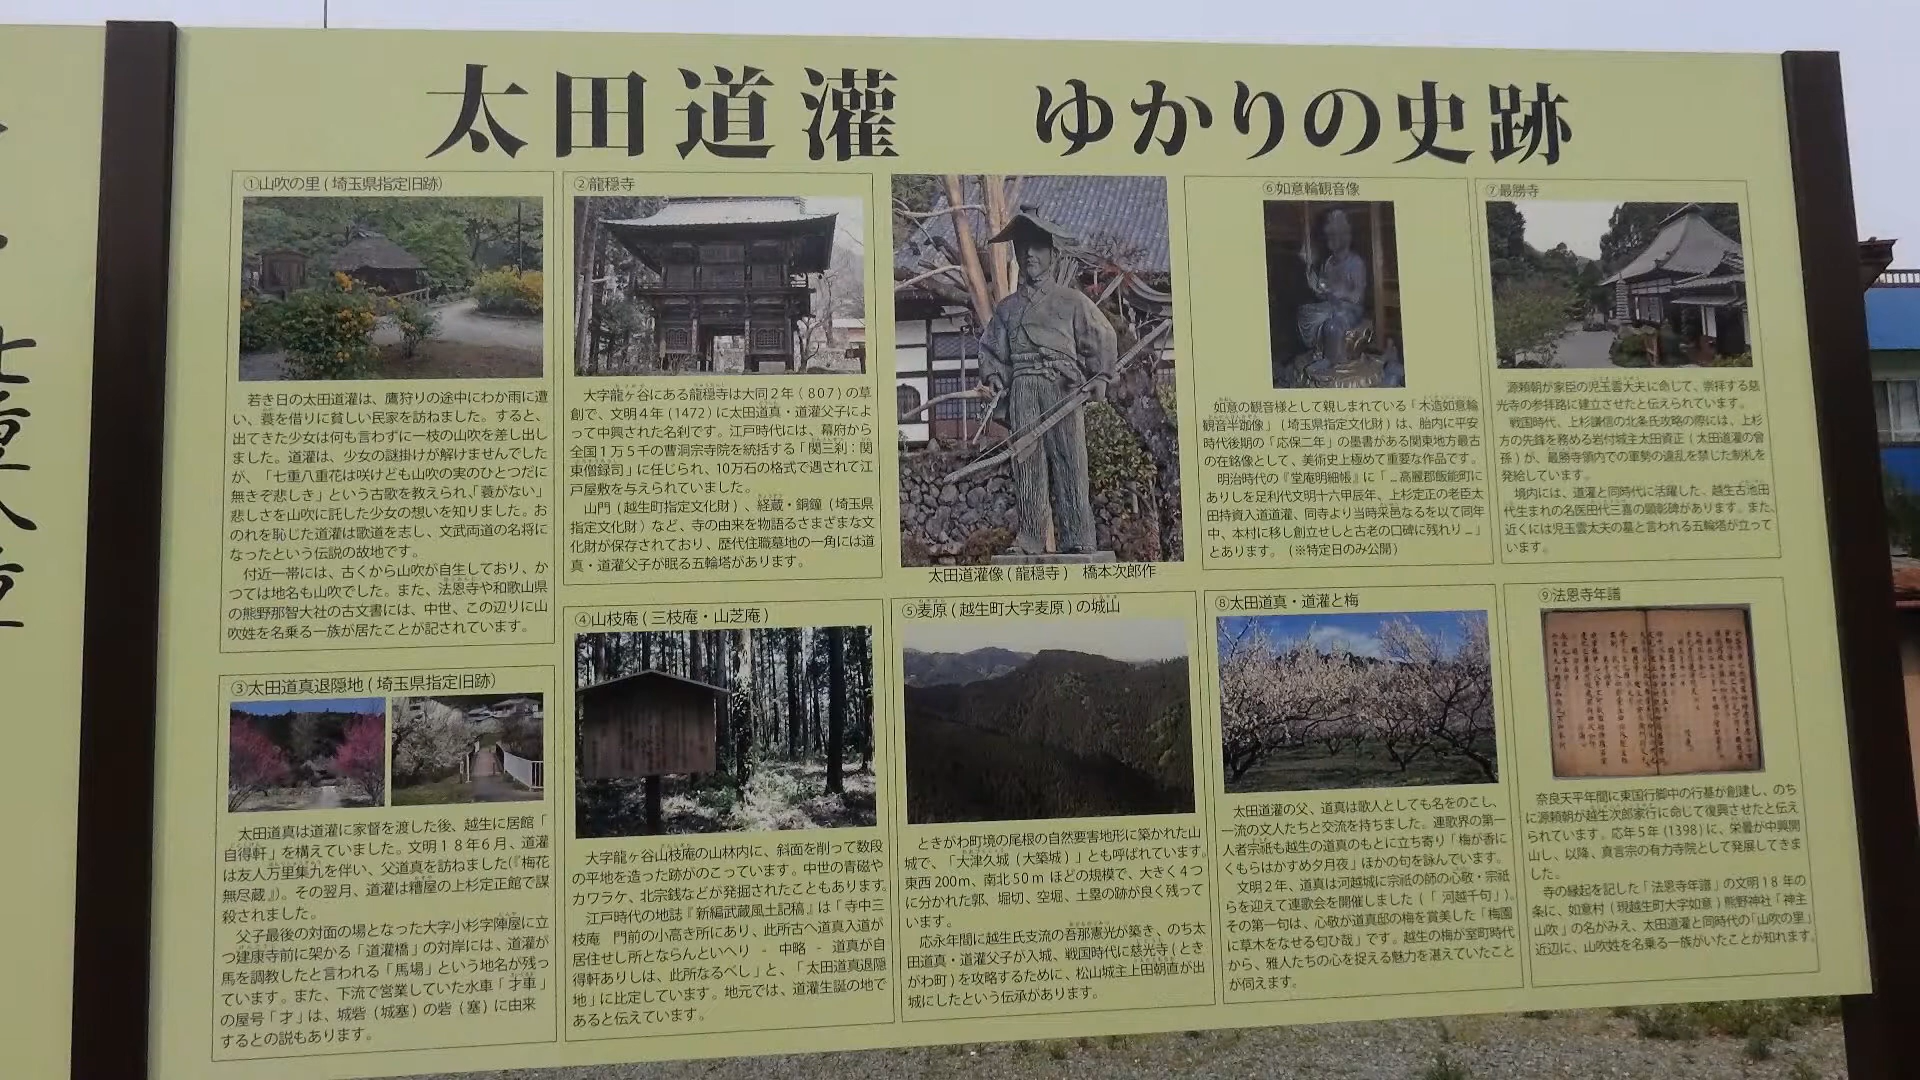 太田道灌 ゆかりの史跡
①山吹の里(埼玉県指定旧跡)
若き日の太田道灌は、鷹狩りの途中にわか雨に遭
い、蓑を借りに貧しい民家を訪ねました。すると、
出てきた少女は何も言わずに一枝の山吹を差し出し
ました。道灌は、少女の謎掛けが解けませんでした
が、「七重八重花は咲けども山吹の実のひとつだに
無きぞ悲しき」という古歌を教えられ、「蓑がない」
悲しさを山吹に託した少女の想いを知りました。お
のれを恥じた道灌は歌道を志し、文武両道の名将に
なったという伝説の故地です。
付近一帯には、古くから山吹が自生しており、か
つては地名も山吹でした。また、法恩寺や和歌山県
の熊野那智大社の古文書には、中世、この辺りに山
吹姓を名乗る一族が居たことが記されています。
②龍穏寺
大字龍ヶ谷にある龍穏寺は大同2年(807)の草
創で、文明4年(1472)に太田道真・道灌父子によ
って中興された名刹です。江戸時代には、幕府から
全国1万5千の曹洞宗寺院を統括する「関三刹:関
東僧録司」に任じられ、10万石の格式で遇されて江
戸屋敷を与えられていました。
山門(越生町指定文化財)、経蔵・銅鐘(埼玉県
指定文化財)など、寺の由来を物語るさまざまな文
化財が保存されており、歴代住職墓地の一角には道
真・道灌父子が眠る五輪塔があります。
太田道灌像(龍穏寺) 橋本次郎作
⑥如意輪観音像
如意の観音様として親しまれている「木造如意輪
観音半跏像」(埼玉県指定文化財)は、胎内に平安
時代後期の「応保二年」の墨書がある関東地方最古
の在銘像として、美術史上極めて重要な作品です。
明治時代の『堂庵明細帳』に「…高麗郡飯能町に
ありしを足利代文明十六甲辰年、上杉定正の老臣太
田持資入道道灌、同寺より当時采邑なるを以て同年
中、本村に移し創立せしと古老の口碑に残れり…」
とあります。(※特定日のみ公開)
⑦最勝寺
源頼朝が家臣の児玉雲大夫に命じて、崇拝する慈
光寺の参拝路に建立させたと伝えられています。
戦国時代、上杉謙信の北条氏攻略の際には、上杉
方の先鋒を務める岩付城主太田資正(太田道灌の曾
孫)が、最勝寺領内での軍勢の違乱を禁じた制札を
発給しています。
境内には、道灌と同時代に活躍した、越生古池田
代生まれの名医田代三喜の顕彰碑があります。また、
近くには児玉雲太夫の墓と言われる五輪塔が立って
います。
③太田道真退隠地(埼玉県指定旧跡)
太田道真は道灌に家督を渡した後、越生に居館「
自得軒」を構えていました。文明18年6月、道灌
は友人万里集九を伴い、父道真を訪ねました(『梅花
無尽蔵』)。その翌月、道灌は糟屋の上杉定正館で謀
殺されました。
父子最後の対面の場となった大字小杉字陣屋に立
つ建康寺前に架かる「道灌橋」の対岸には、道灌が
馬を調教したと言われる「馬場」という地名が残っ
ています。また、下流で営業していた水車「才車」
の屋号「才」は、城砦(城塞)の砦(塞)に由来
するとの説もあります。
④山枝庵(三枝庵・山芝庵)
大字龍ヶ谷山枝庵の山林内に、斜面を削って数段
の平地を造った跡がのこっています。中世の青磁や
カワラケ、北宗銭などが発掘されたこともあります。
江戸時代の地誌『新編武蔵風土記稿』は「寺中三
枝庵 門前の小高き所にあり、此所古へ道真入道が
居住せし所とならんといへり - 中略 - 道真が自
得軒ありしは、此所なるべし」と、「太田道真退隠
地」に比定しています。地元では、道灌生誕の地で
あると伝えています。
⑤麦原(越生町大字麦原)の城山
ときがわ町境の尾根の自然要害地形に築かれた山
城で、「大津久城(大築城)」とも呼ばれています。
東西200m、南北50mほどの規模で、大きく4つ
に分かれた郭、堀切、空堀、土塁の跡が良く残って
います。
応永年間に越生氏支流の吾那憲光が築き、のち太
田道真・道灌父子が入城、戦国時代に慈光寺(とき
がわ町)を攻略するために、松山城主上田朝直が出
城にしたという伝承があります。
⑧太田道真・道灌と梅
太田道灌の父、道真は歌人としても名をのこし、
一流の文人たちと交流を持ちました。連歌界の第一
人者宗祇も越生の道真のもとに立ち寄り「梅が香に
くもらはかすめ夕月夜」ほかの句を詠んでいます。
文明2年、道真は河越城に宗祇の師の心敬・宗祇
らを迎えて連歌会を開催しました(「河越千句」)。
その第一句は、心敬が道真邸の梅を賞美した「梅園
に草木をなせる匂ひ哉」です。越生の梅が室町時代
から、雅人たちの心を捉える魅力を湛えていたこと
が伺えます。
⑨法恩寺年譜
奈良天平年間に東国行脚中の行基が創建し、のち
に源頼朝が越生次郎家行に命じて復興させたと伝え
られています。応年5年(1398)に、栄曇が中興開
山し、以降、真言宗の有力寺院として発展してきま
した。
寺の縁起を記した「法恩寺年譜」の文明18年の
条に、如意村(現越生町大字如意)熊野神社「神主
山吹」の名がみえ、太田道灌と同時代の「山吹の里」
近辺に、山吹姓を名乗る一族がいたことが知れます。